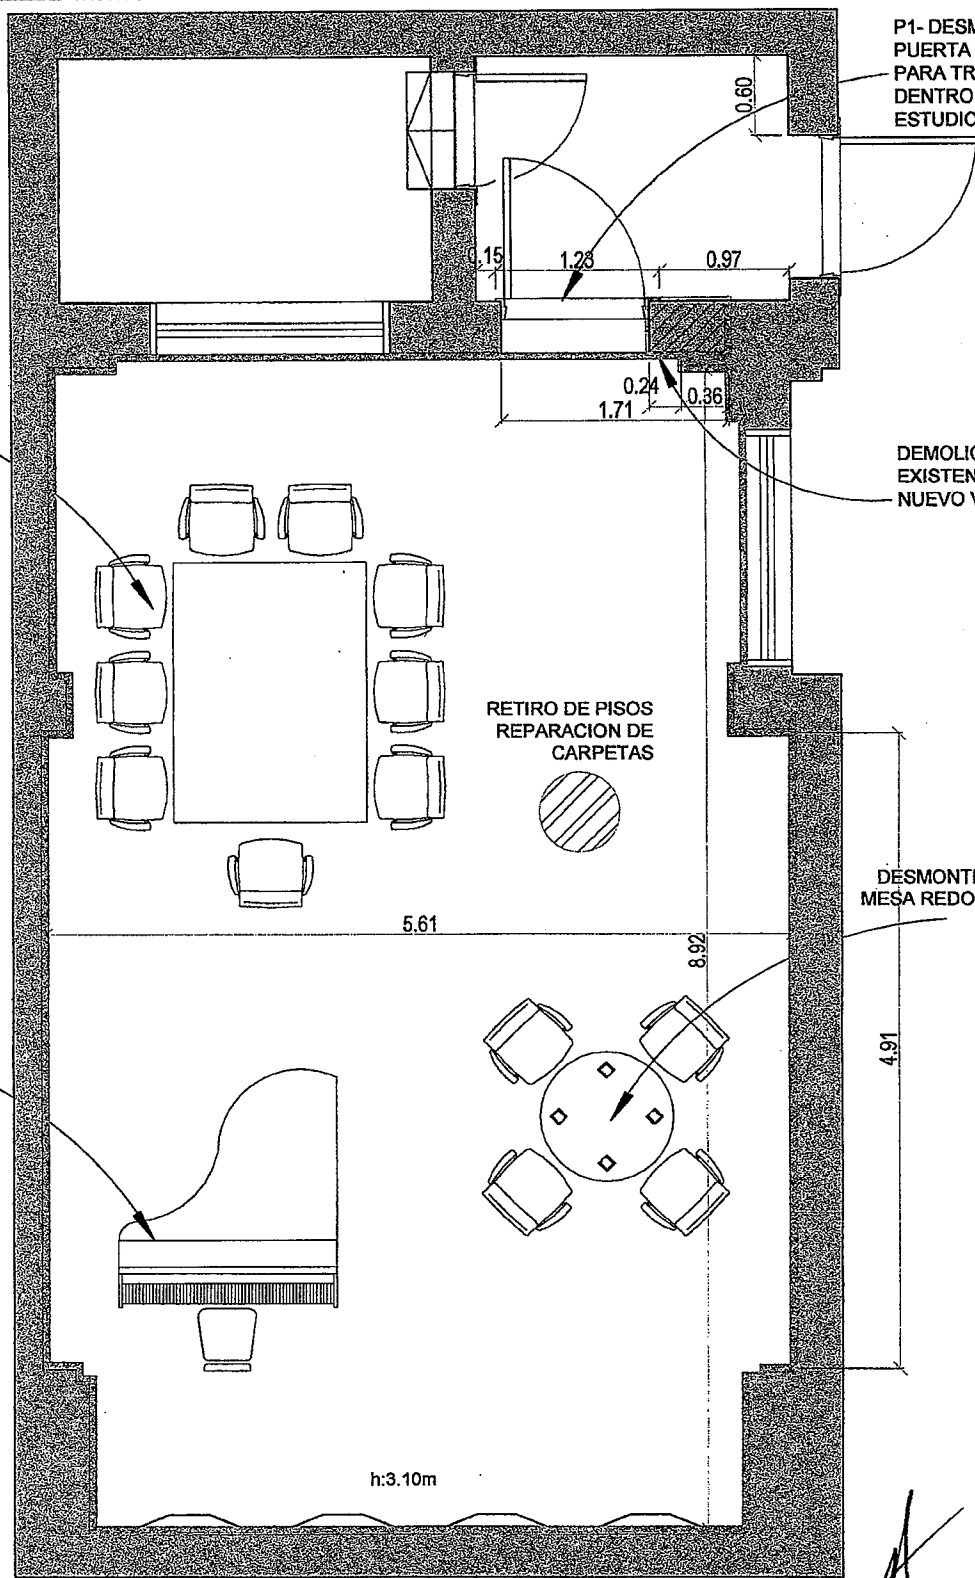 P1- DESM
PUERTA
PARA TR
DENTRO
ESTUDIO
0.60
0.15
1.23
0.97
0.24
0.36
1.71
DEMOLIC
EXISTEN
NUEVO Y
RETIRO DE PISOS
REPARACION DE
CARPETAS
DESMONTE
MESA REDO
5.61
8.92
4.91
h:3.10m